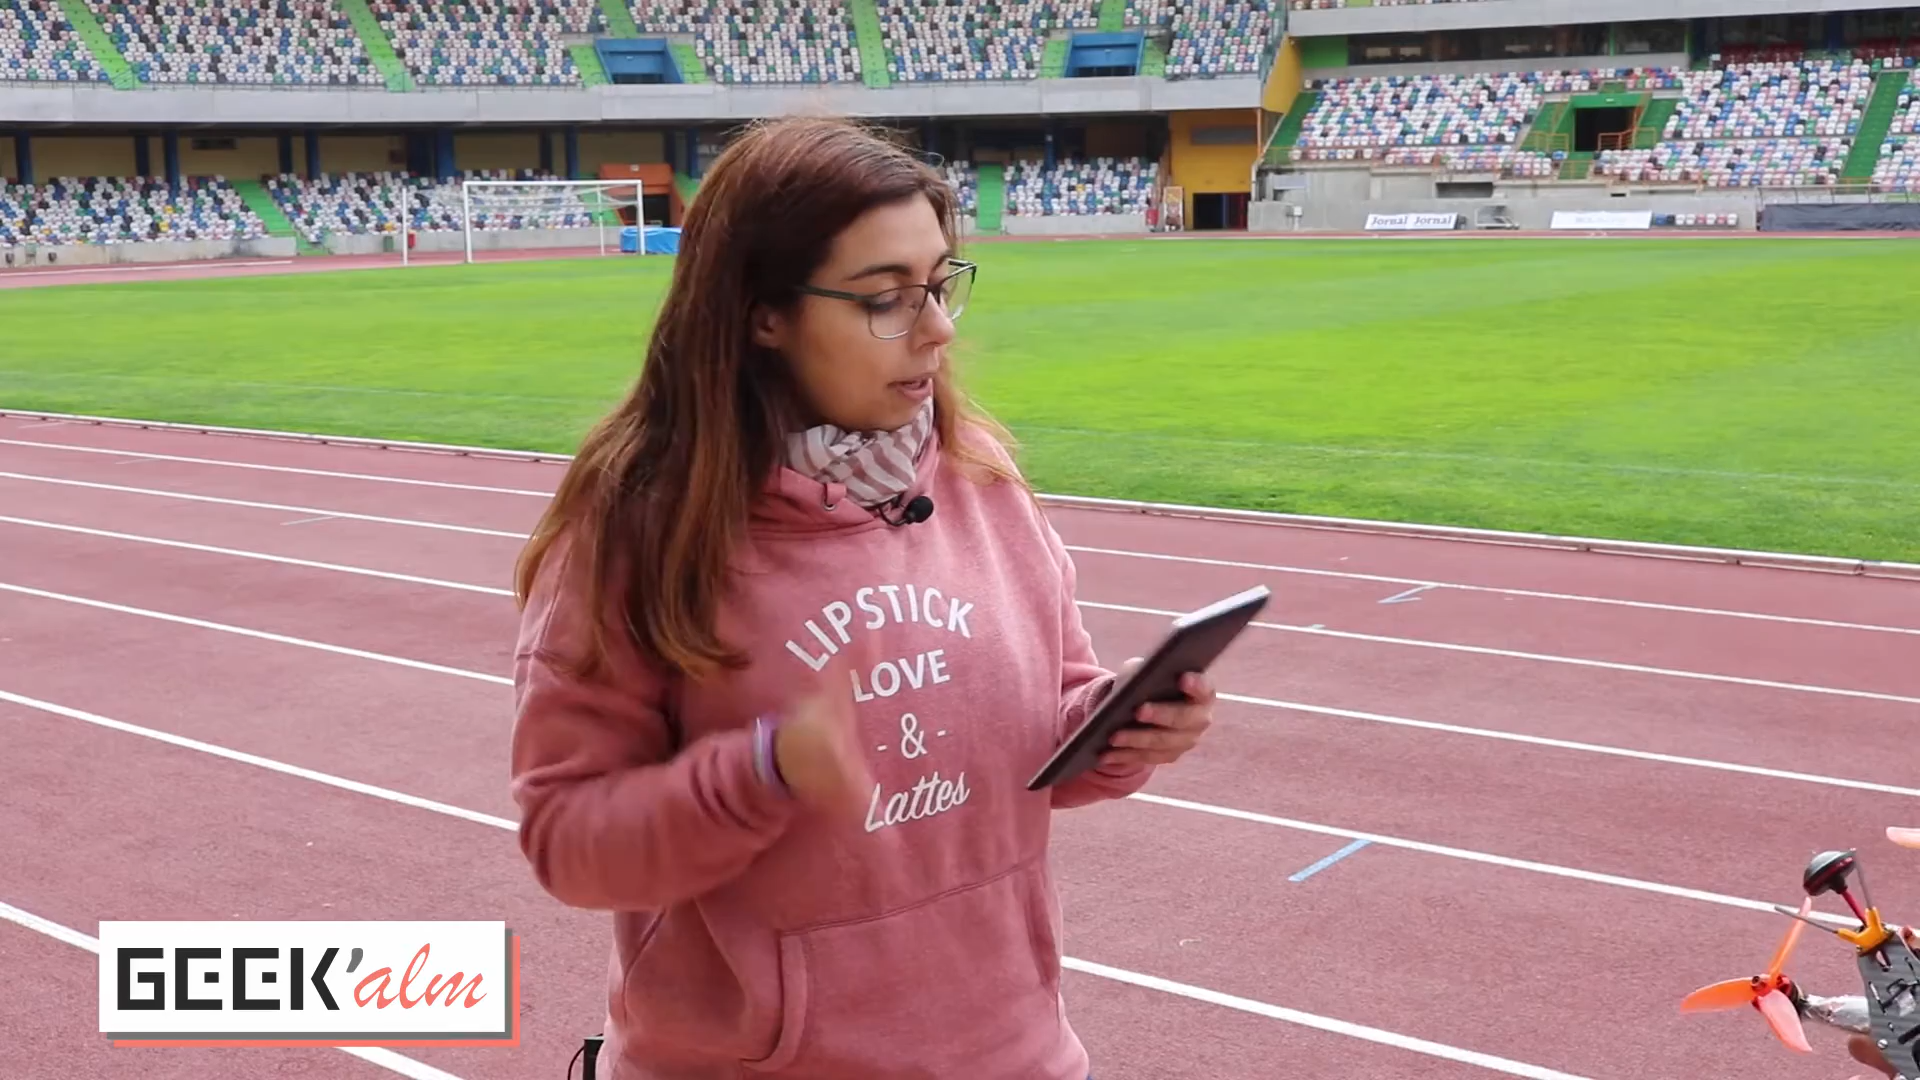 Jornal Jornal
LIPSTICK
LOVE
- & -
Lattes
GEEK'alm